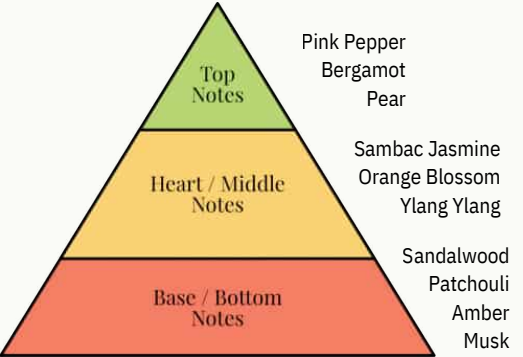 Top
Notes
Pink Pepper
Bergamot
Pear
Heart / Middle
Notes
Sambac Jasmine
Orange Blossom
Ylang Ylang
Base / Bottom
Notes
Sandalwood
Patchouli
Amber
Musk